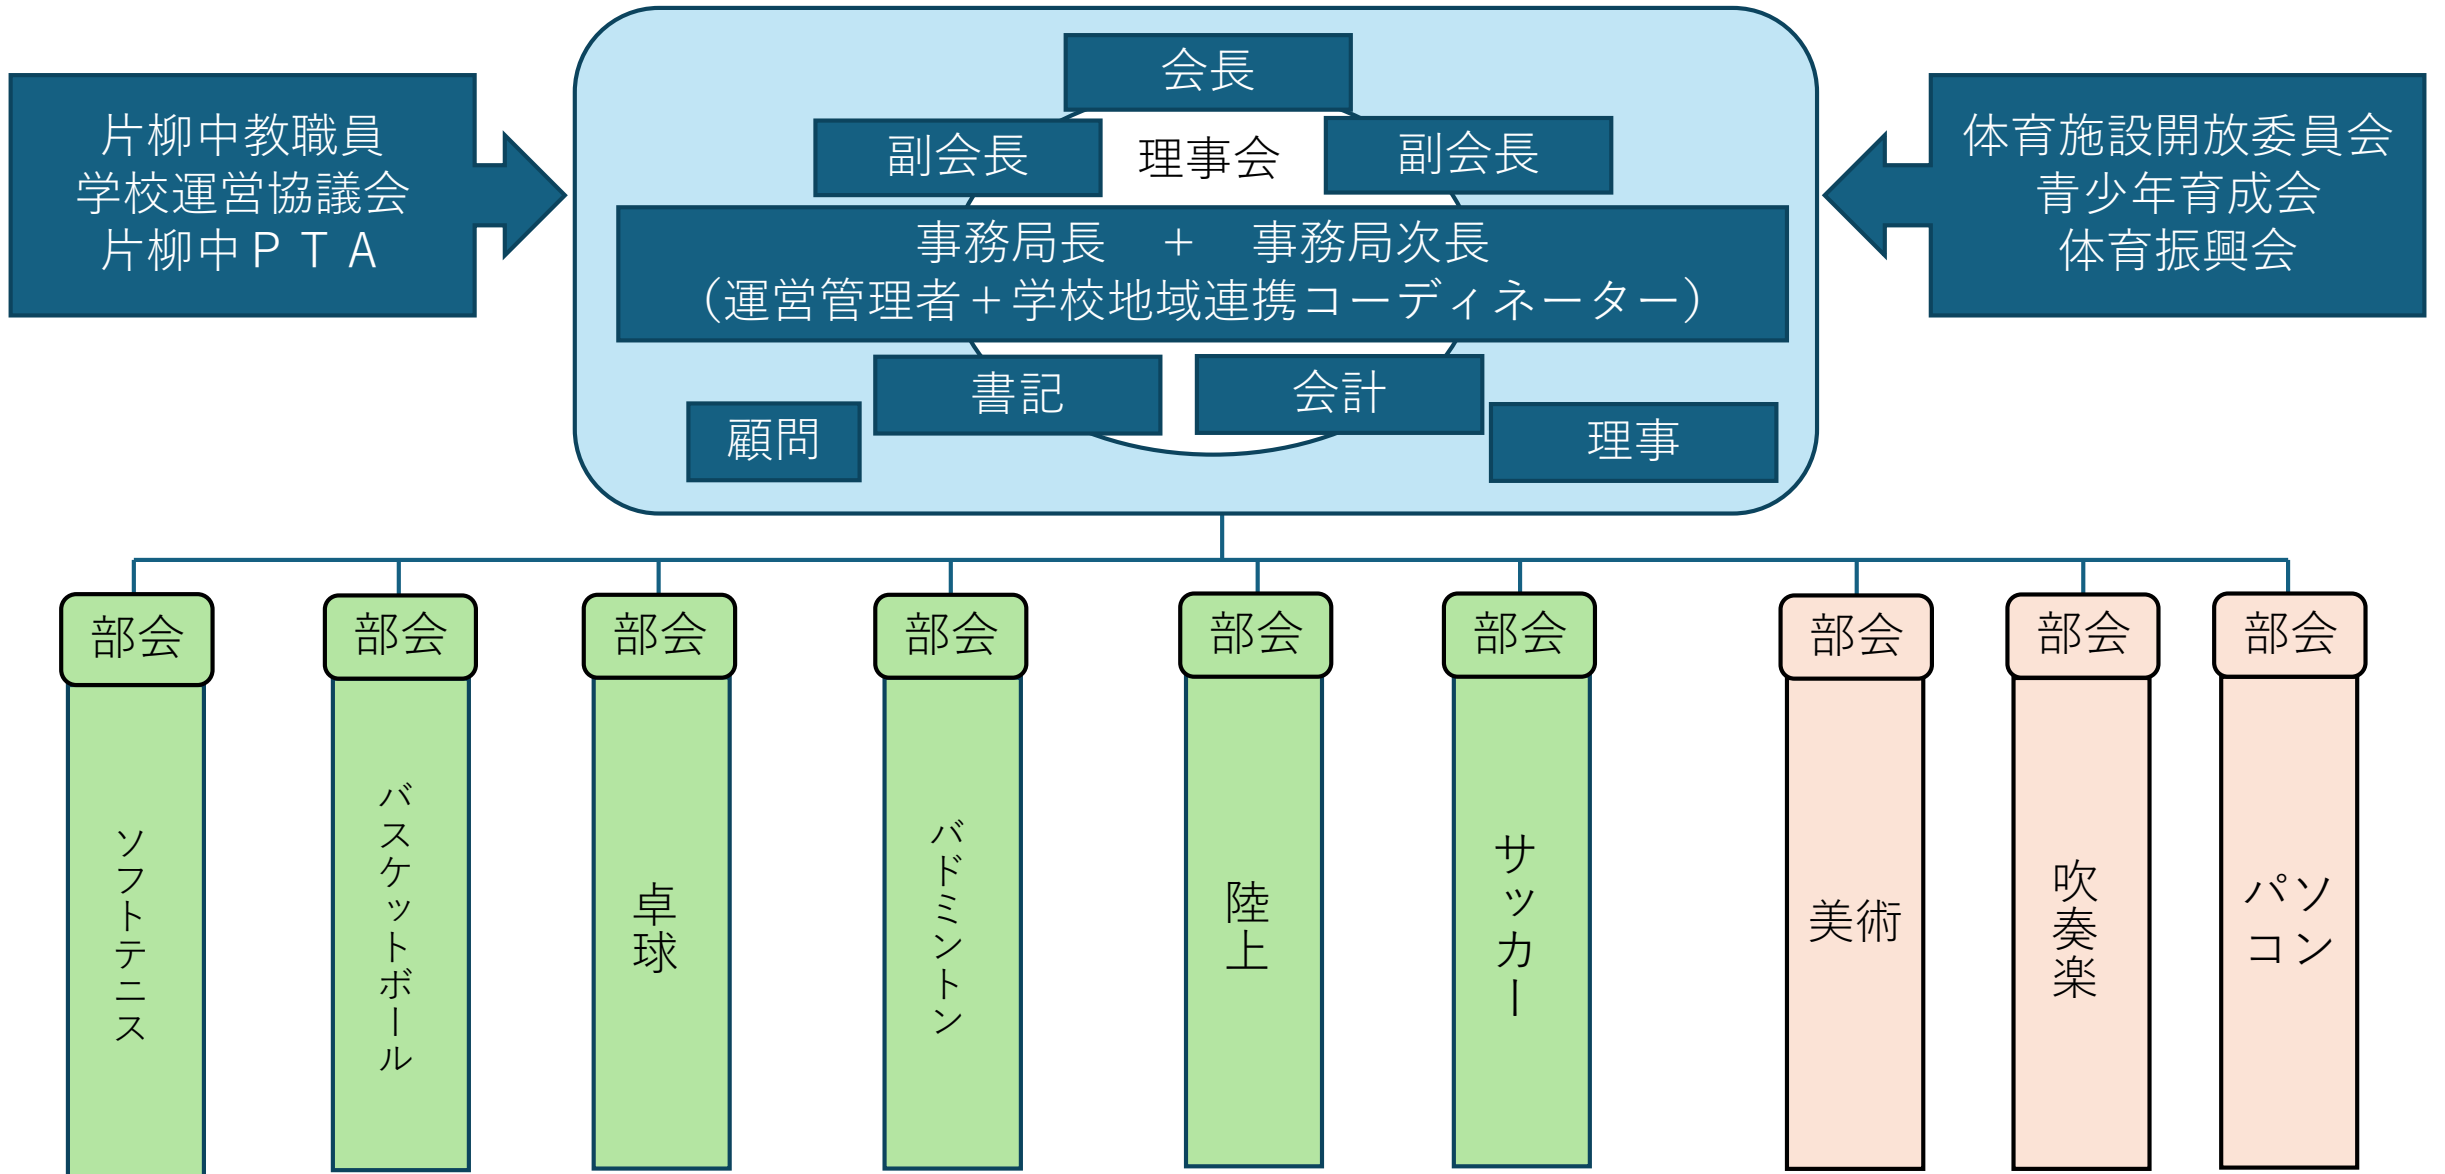 会長
片柳中教職員
学校運営協議会
片柳中ＰＴＡ
副会長
理事会
副会長
体育施設開放委員会
青少年育成会
体育振興会
事務局長　＋　事務局次長
（運営管理者＋学校地域連携コーディネーター）
書記
会計
顧問
理事
部会
部会
部会
部会
部会
部会
部会
部会
部会
ソフトテニス
バスケットボール
卓球
バドミントン
陸上
サッカー
美術
吹奏楽
パソ
コン